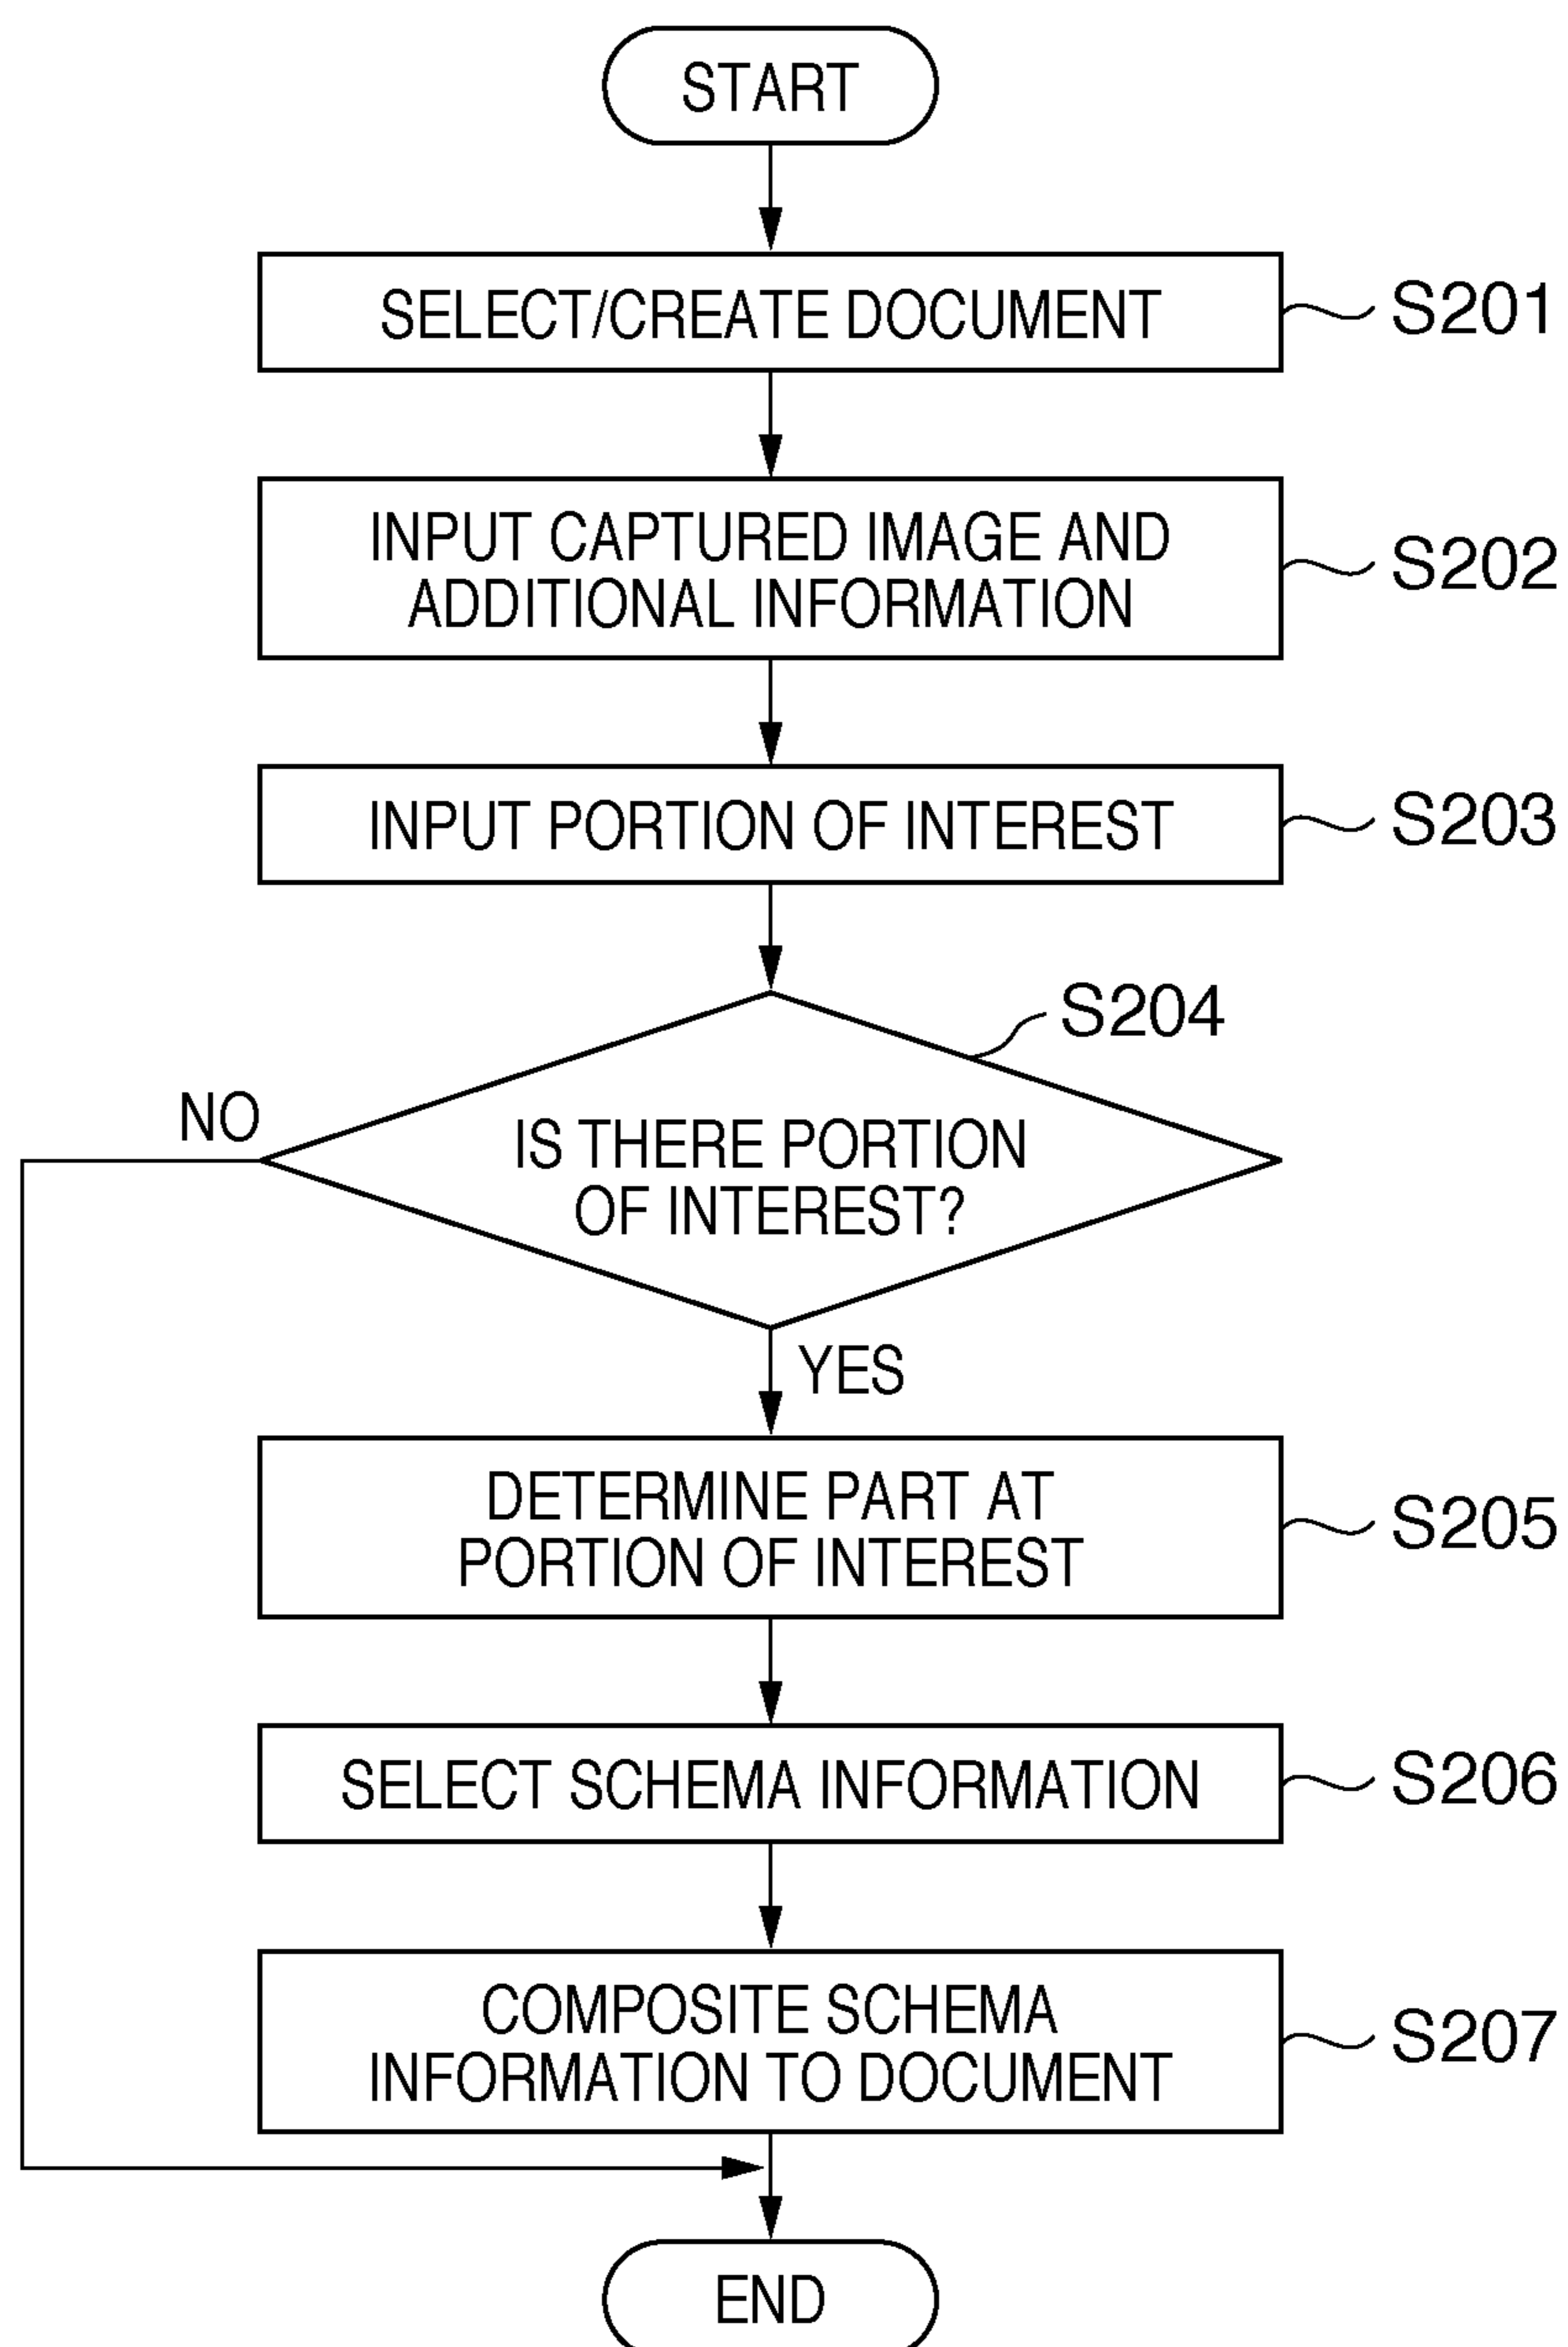 START
SELECT/CREATE DOCUMENT
S201
INPUT CAPTURED IMAGE AND
ADDITIONAL INFORMATION
S202
INPUT PORTION OF INTEREST
S203
S204
NO
IS THERE PORTION
OF INTEREST?
YES
DETERMINE PART AT
PORTION OF INTEREST
S205
SELECT SCHEMA INFORMATION
S206
COMPOSITE SCHEMA
INFORMATION TO DOCUMENT
S207
END